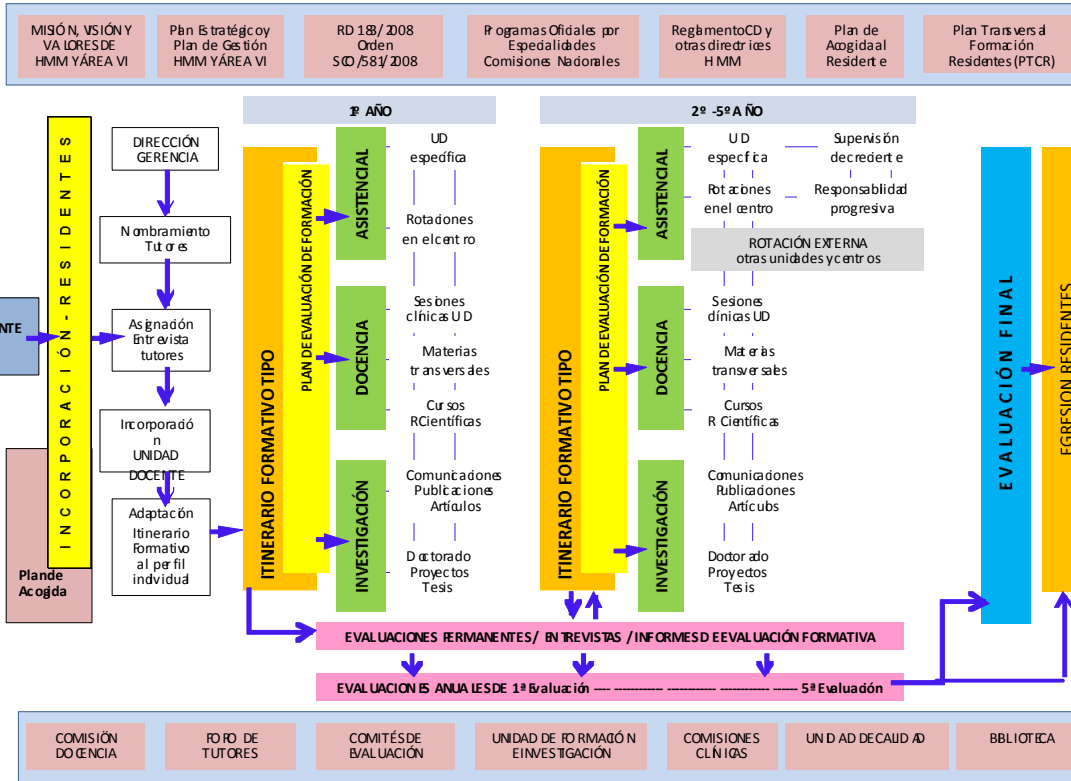 MISIÓN, VISIÓN Y
VALORES DE
HMM Y ÁREA VI
Plan Estratégico y
Plan de Gestión
HMM Y ÁREA VI
RD 183/2008
Orden
SCO/581/2008
Programas Oficiales por
Especialidades
Comisiones Nacionales
Reglamento CD y
otras directrices
HMM
Plan de
Acogida al
Residente
Plan Transversal
Formación
Residentes (PTCR)
1º AÑO
2º -5º AÑO
NTE
Plan de
Acogida
INCORPORACIÓN-RESIDENTES
DIRECCIÓN
GERENCIA
Nombramiento
Tutores
Asignación
Entrevista
tutores
Incorporació
n
UNIDAD
DOCENTE
Adaptación
Itinerario
Formativo
al perfil
individual
ITINERARIO FORMATIVO TIPO
PLAN DE EVALUACIÓN DE FORMACIÓN
ASISTENCIAL
UD
específica
Rotaciones
en el centro
DOCENCIA
Sesiones
clínicas UD
Materias
transversales
Cursos
R Científicas
INVESTIGACIÓN
Comunicaciones
Publicaciones
Artículos
Doctorado
Proyectos
Tesis
ITINERARIO FORMATIVO TIPO
PLAN DE EVALUACIÓN DE FORMACIÓN
ASISTENCIAL
UD
específica
Supervisión
decreciente
Rotaciones
en el centro
Responsablidad
progresiva
ROTACIÓN EXTERNA
otras unidades y centros
DOCENCIA
Sesiones
clínicas UD
Materias
transversales
Cursos
R Científicas
INVESTIGACIÓN
Comunicaciones
Publicaciones
Artículos
Doctorado
Proyectos
Tesis
EVALUACIÓN FINAL
EGRESION RESIDENTES
EVALUACIONES PERMANENTES / ENTREVISTAS / INFORMES DE EVALUACIÓN FORMATIVA
EVALUACIONES ANUALES DE 1ª Evaluación ---- ------------ ------------ ------------ ----- 5ª Evaluación
COMISIÓN
DOCENCIA
FORO DE
TUTORES
COMITÉS DE
EVALUACIÓN
UNIDAD DE FORMACIÓN
E INVESTIGACIÓN
COMISIONES
CLÍNICAS
UNIDAD DE CALIDAD
BIBLIOTECA